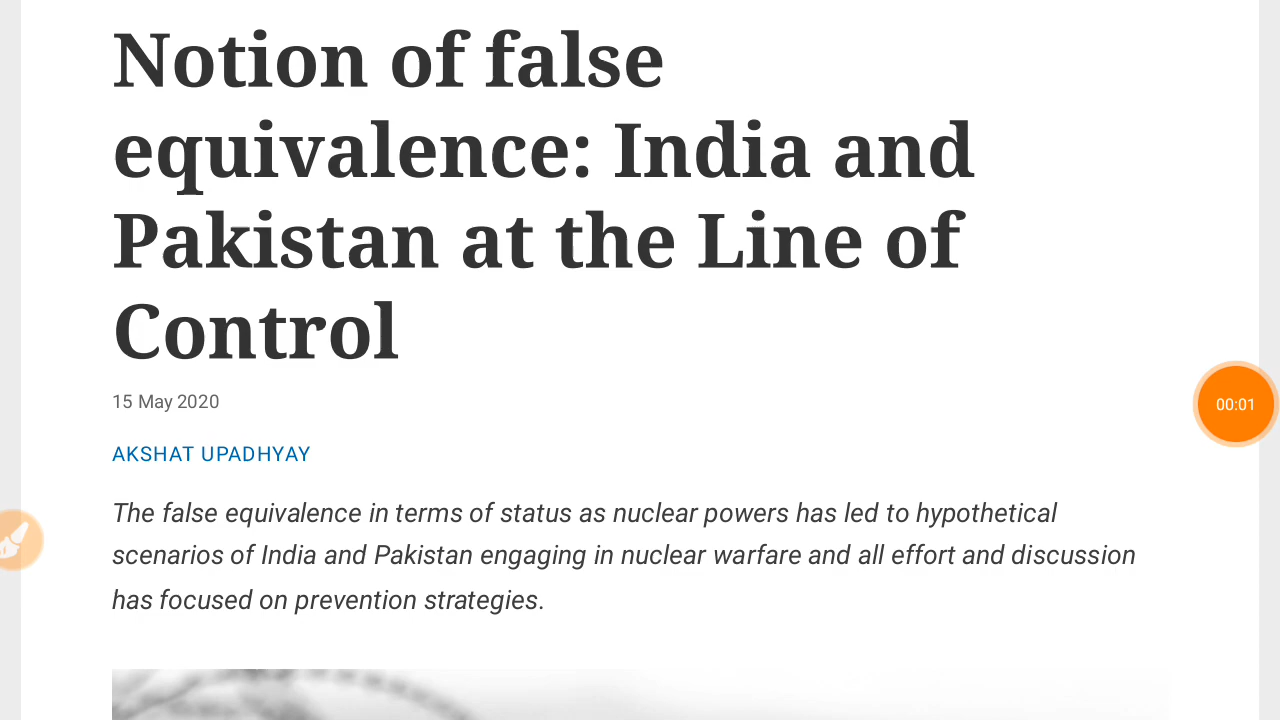 Notion of false
equivalence: India and
Pakistan at the Line of
Control
15 May 2020
AKSHAT UPADHYAY
The false equivalence in terms of status as nuclear powers has led to hypothetical
scenarios of India and Pakistan engaging in nuclear warfare and all effort and discussion
has focused on prevention strategies.
00:01